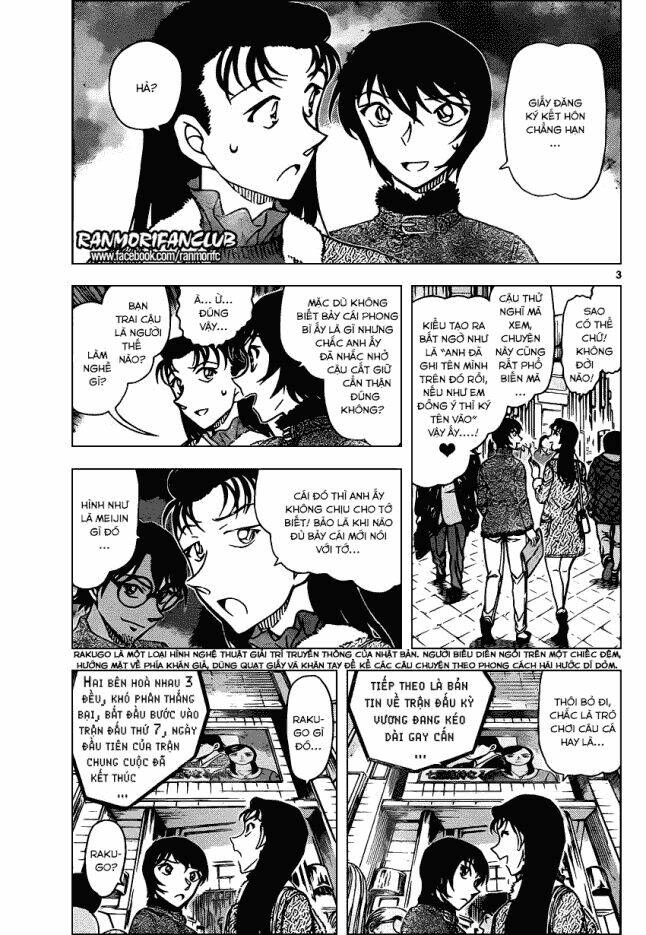 GIẤY ĐĂNG
KÝ KẾT HÔN
CHẲNG HẠN
...
HẢ?
RANMORIFANCLUB
www.facebook.com/ranmorifc
3
SAO
CÓ THỂ
CHỨ!
KHÔNG
ĐỜI
NÀO!
CẬU THỬ
NGHĨ MÃ
XEM,
CHUYỆN
NÀY CŨNG
RẤT PHỔ
BIẾN MÃ
...
KIỂU TẠO RA
BẤT NGỜ NHƯ
LÀ “ANH ĐÃ
GHI TÊN MÌNH
TRÊN ĐÓ RỒI,
NẾU NHƯ EM
ĐỒNG Ý THÌ KÝ
TÊN VÀO”
VẬY ẤY....!
MẶC DÙ KHÔNG
BIẾT BẢY CÁI PHONG
BÌ ẤY LÀ GÌ NHƯNG
CHẮC ANH ẤY
ĐÃ NHẮC NHỞ
CẬU CẤT GIỮ
CẨN THẬN
ĐÚNG
KHÔNG?
À... Ừ...
ĐÚNG
VẬY...
BẠN
TRAI CẬU
LÀ NGƯỜI
THẾ
NÀO?
LÀM
NGHỀ
GÌ?
CÁI ĐÓ THÌ ANH ẤY
KHÔNG CHỊU CHO TỚ
BIẾT! BẢO LÀ KHI NÀO
ĐỦ BẢY CÁI MỚI NÓI
VỚI TỚ...
HÌNH NHƯ
LÀ MEIJIN
GÌ ĐÓ...
RAKUGO LÀ MỘT LOẠI HÌNH NGHỆ THUẬT GIẢI TRÍ TRUYỀN THỐNG CỦA NHẬT BẢN. NGƯỜI BIỂU DIỄN NGỒI TRÊN MỘT CHIẾC ĐỆM,
HƯỚNG MẶT VỀ PHÍA KHÁN GIẢ, DÙNG QUẠT GIẤY VÀ KHĂN TAY ĐỂ KỂ CÁC CÂU CHUYỆN THEO PHONG CÁCH HÀI HƯỚC DÍ DỎM.
THÔI BỎ ĐI,
CHẮC LÀ TRÒ
CHƠI CÂU CÁ
HAY LÀ...
TIẾP THEO LÀ BẢN
TIN VỀ TRẬN ĐẤU KỲ
VƯƠNG ĐANG KÉO
DÀI GAY CẤN
...
RAKU-
GO GÌ
ĐÓ...
HAI BÊN HOÀ NHAU 3
ĐỀU, KHÓ PHÂN THẮNG
BẠI, BẮT ĐẦU BƯỚC VÀO
TRẬN ĐẤU THỨ 7, NGÀY
ĐẦU TIÊN CỦA TRẬN
CHUNG CUỘC ĐÃ
KẾT THÚC
...
RAKU-
GO?